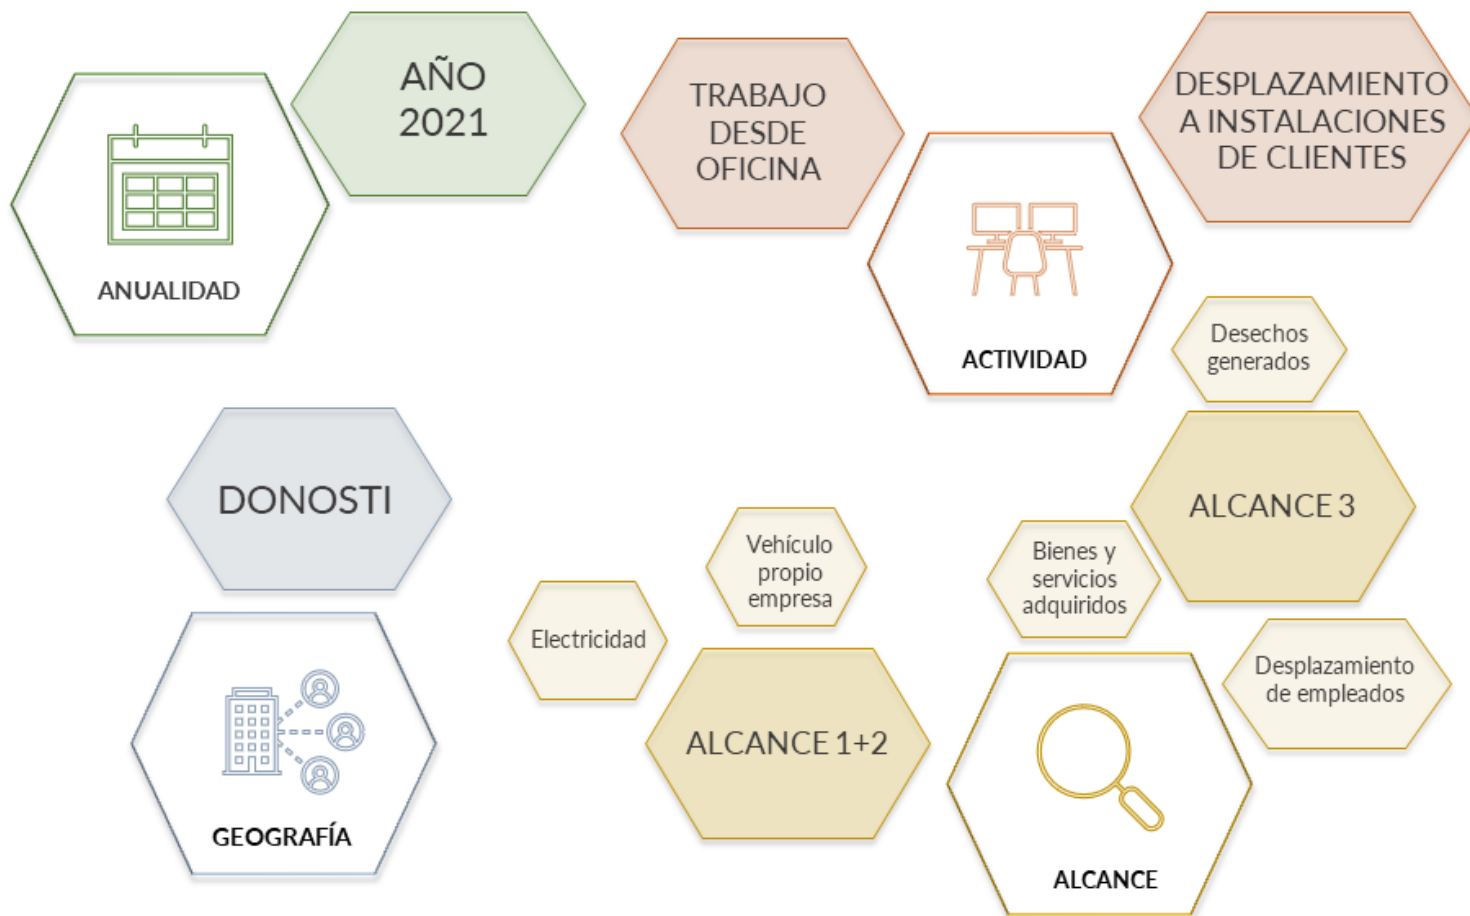 AÑO
2021
ANUALIDAD
TRABAJO
DESDE
OFICINA
DESPLAZAMIENTO
A INSTALACIONES
DE CLIENTES
ACTIVIDAD
DONOSTI
GEOGRAFÍA
Electricidad
Vehículo
propio
empresa
ALCANCE 1+2
Desechos
generados
ALCANCE 3
Bienes y
servicios
adquiridos
Desplazamiento
de empleados
ALCANCE